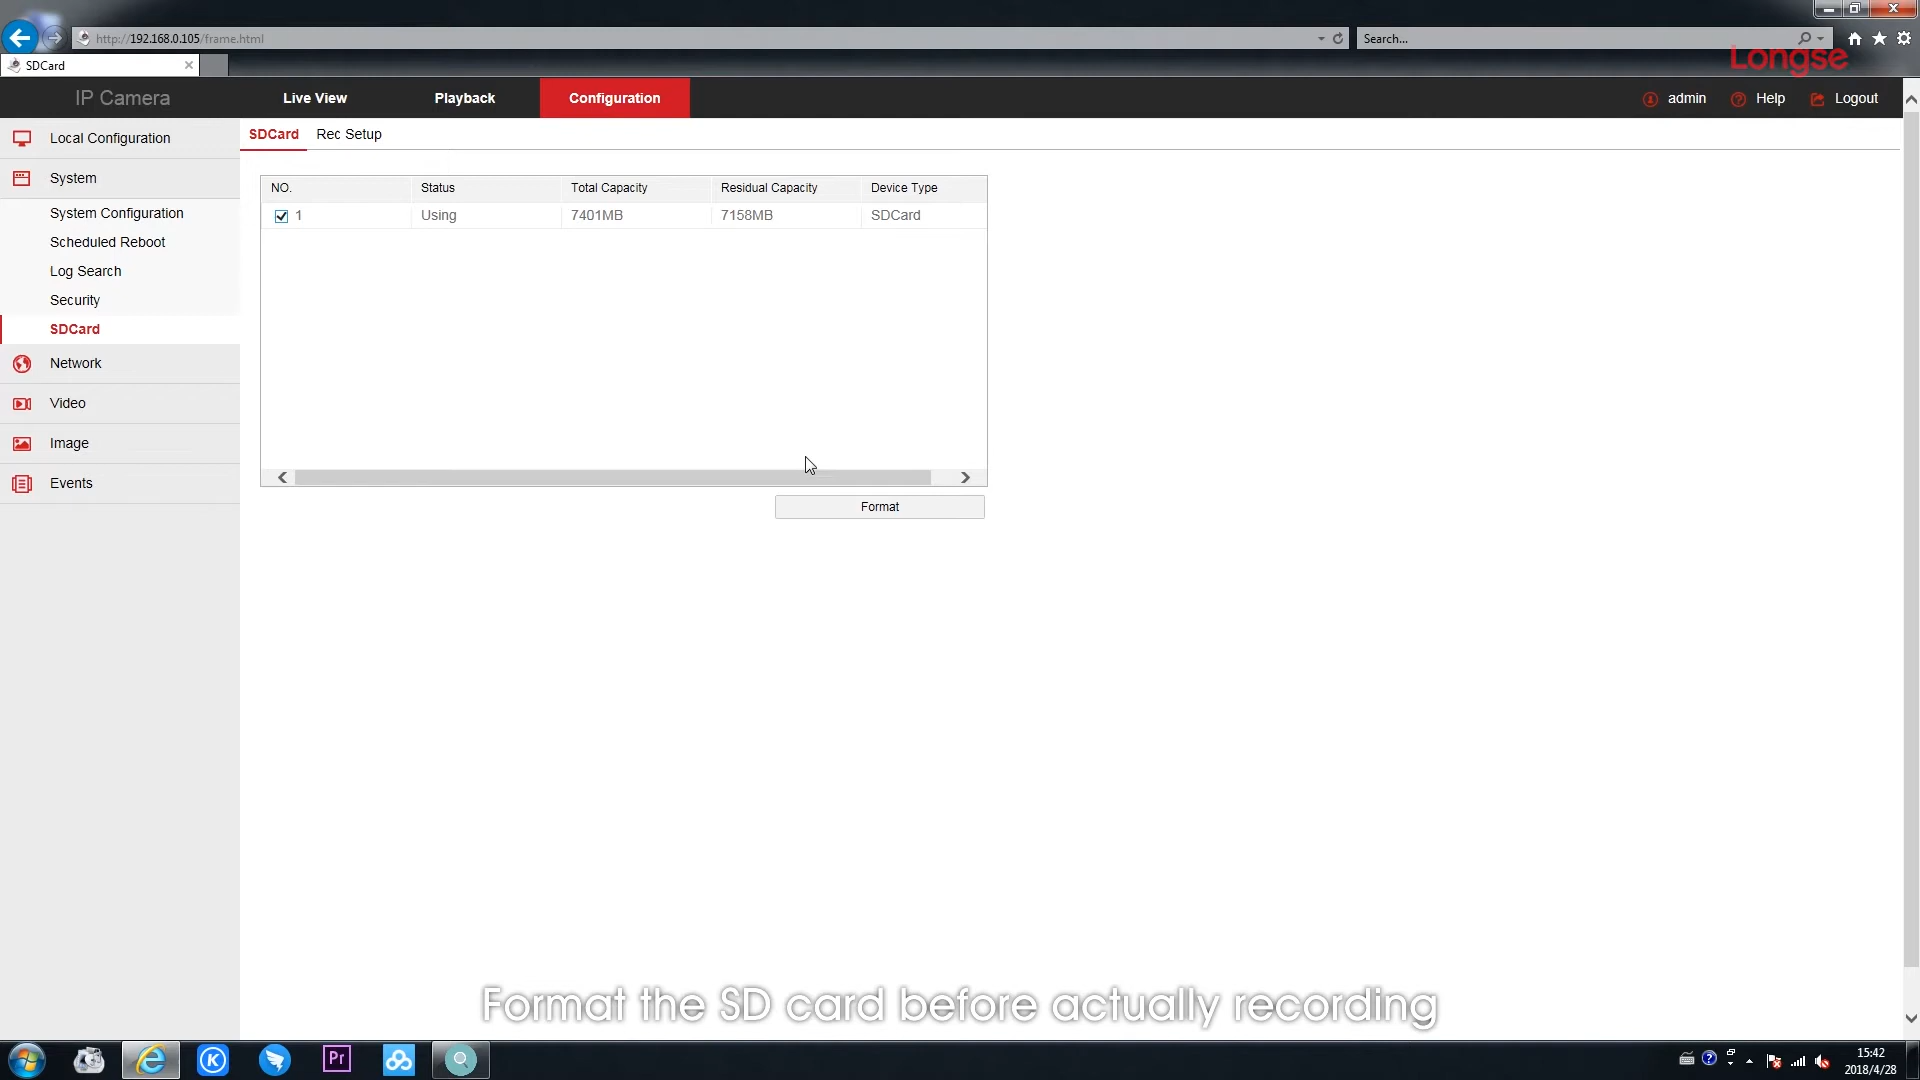 http://192.168.0.105/frame.html
Search...
SDCard
Longse
IP Camera
Live View
Playback
Configuration
admin
Help
Logout
Local Configuration
System
System Configuration
Scheduled Reboot
Log Search
Security
SDCard
Network
Video
Image
Events
SDCard Rec Setup
NO. Status Total Capacity Residual Capacity Device Type
1 Using 7401MB 7158MB SDCard
Format
Format the SD card before actually recording
Pr
15:42
2018/4/28